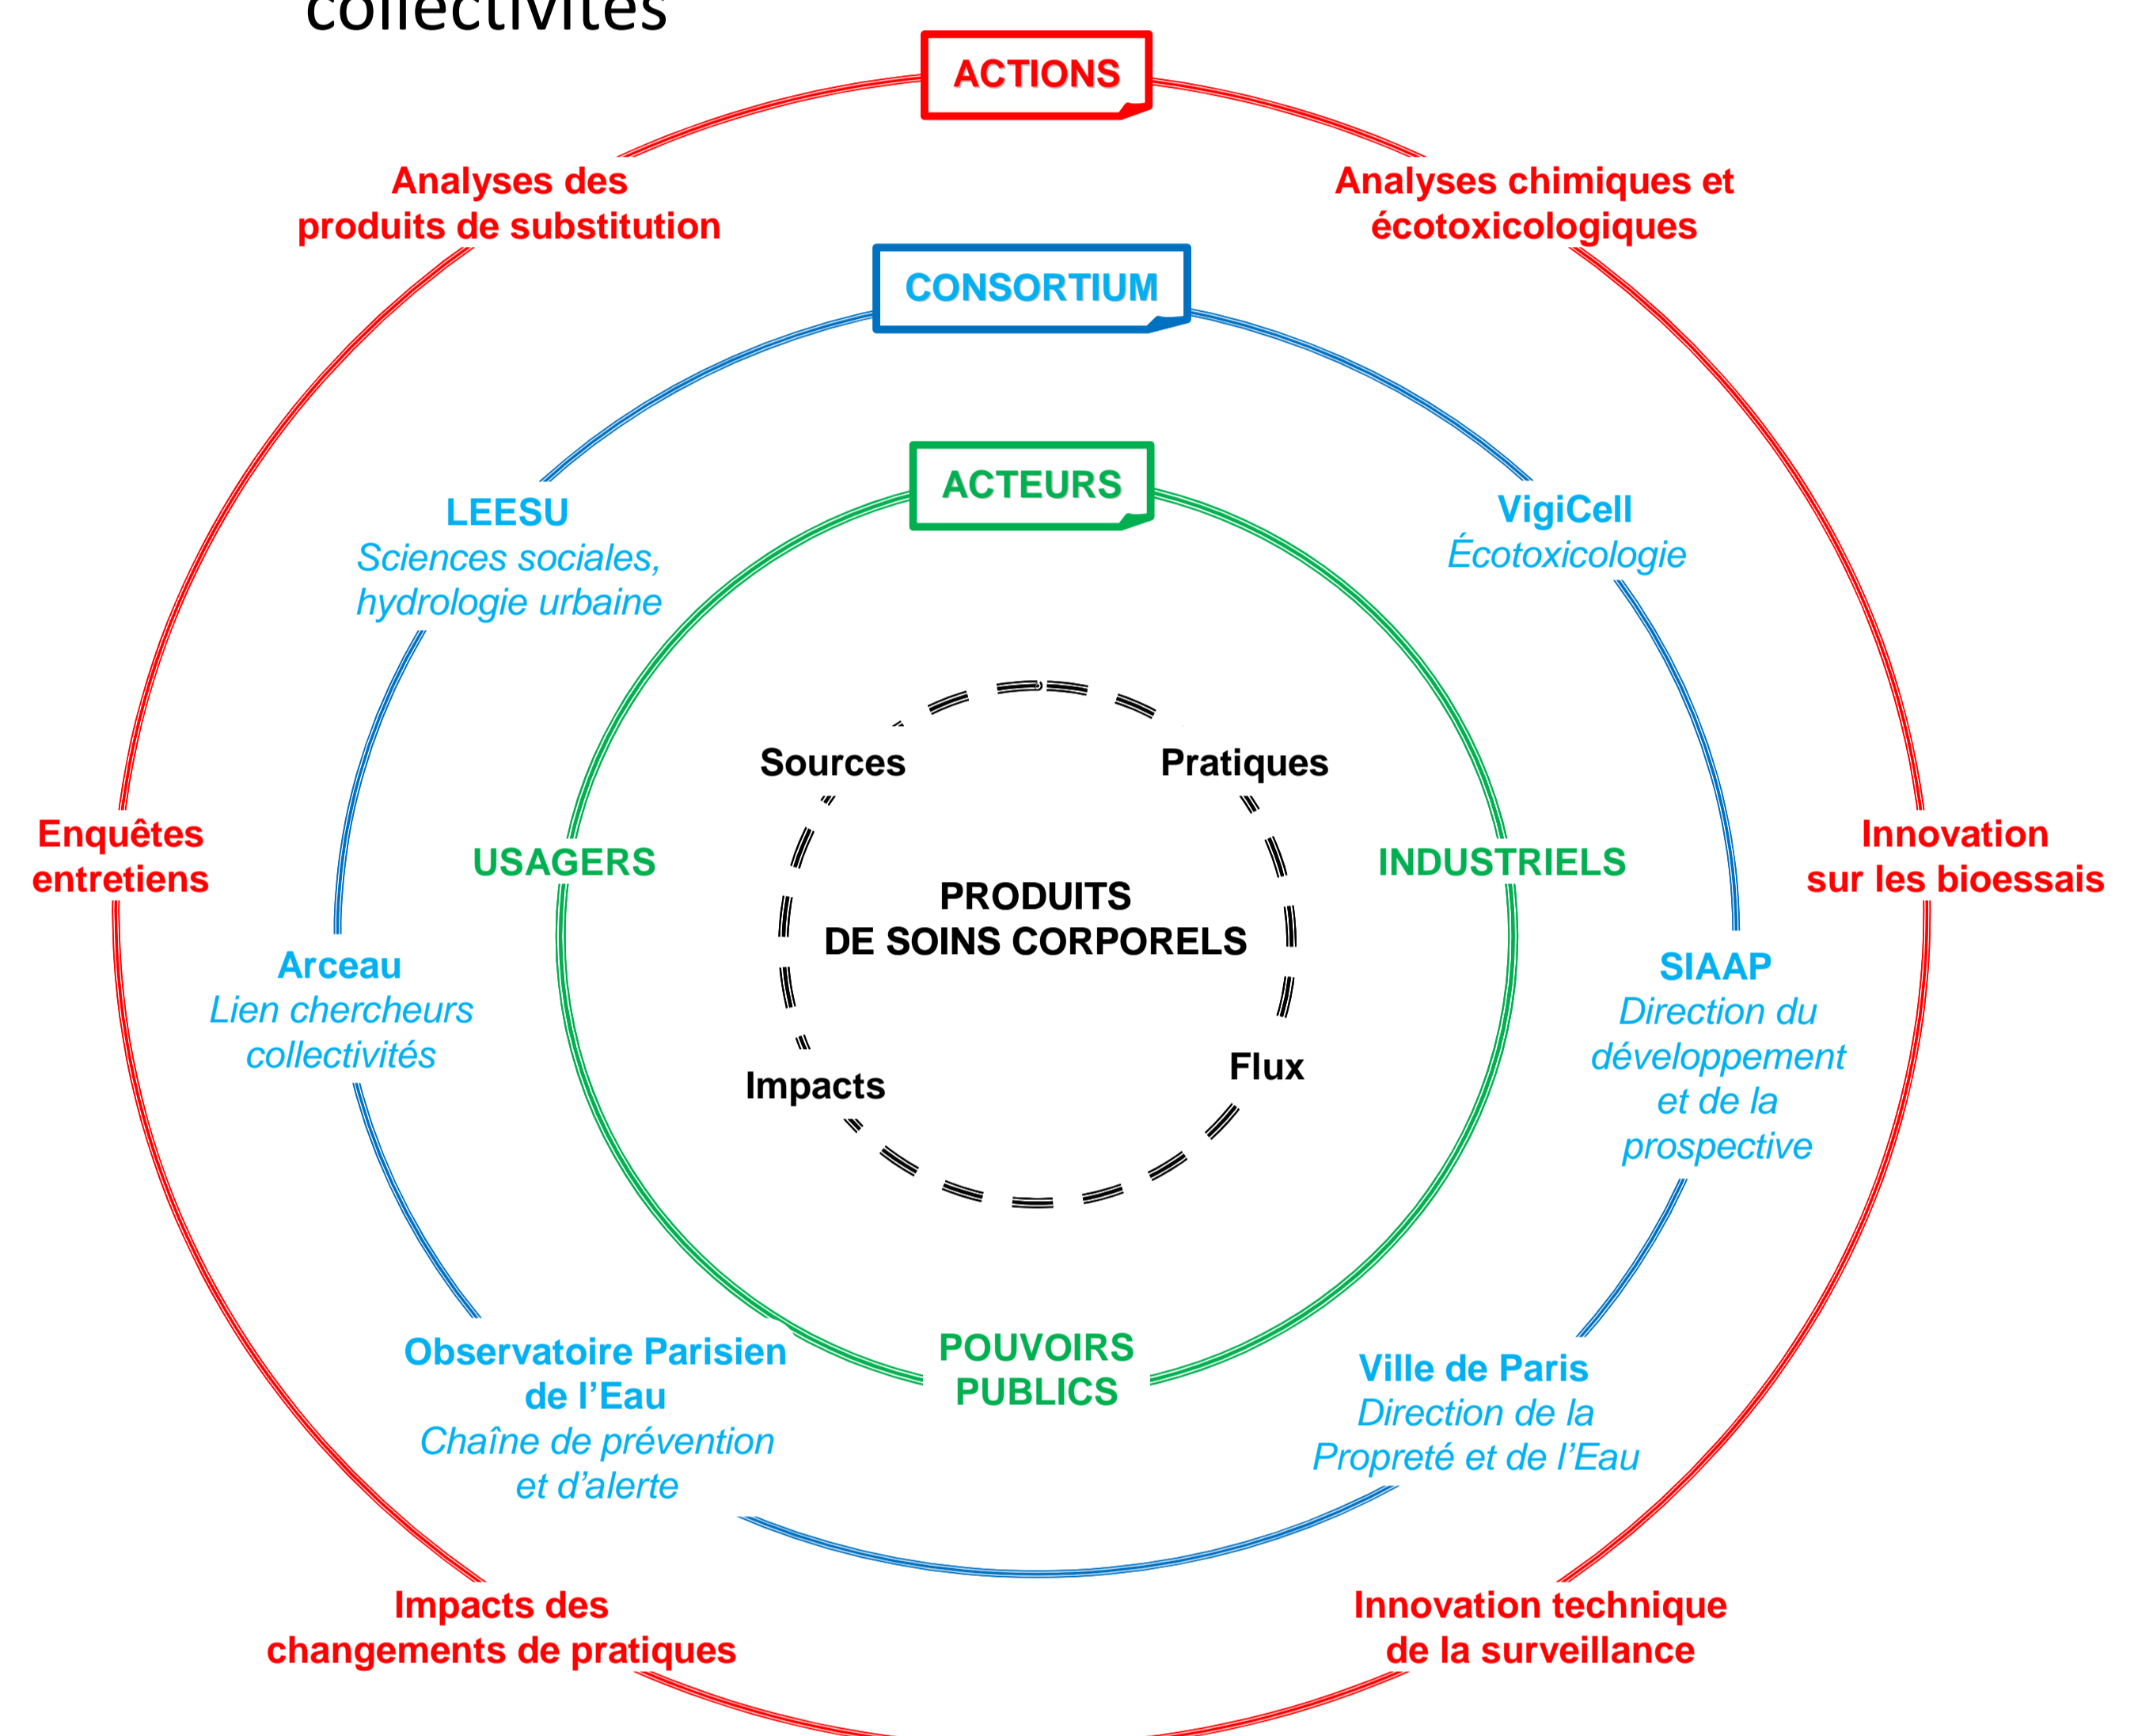 collectivités
ACTIONS
Analyses des
produits de substitution
Analyses chimiques et
écotoxicologiques
CONSORTIUM
ACTEURS
LEESU
Sciences sociales,
hydrologie urbaine
VigiCell
Écotoxicologie
Sources
Pratiques
Enquêtes
entretiens
USAGERS
INDUSTRIELS
Innovation
sur les bioessais
PRODUITS
DE SOINS CORPORELS
Arceau
Lien chercheurs
collectivités
SIAAP
Direction du
développement
et de la
prospective
Impacts
Flux
Observatoire Parisien
de l’Eau
Chaîne de prévention
et d’alerte
POUVOIRS
PUBLICS
Ville de Paris
Direction de la
Propreté et de l’Eau
Impacts des
changements de pratiques
Innovation technique
de la surveillance